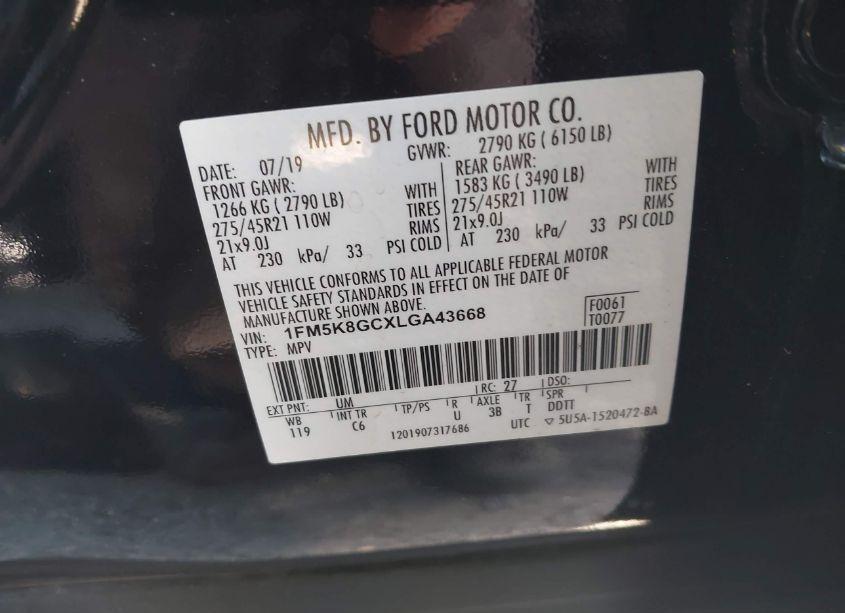 MFD. BY FORD MOTOR CO.
DATE: 07/19 GVWR: 2790 KG ( 6150 LB)
FRONT GAWR: REAR GAWR:
1266 KG ( 2790 LB) WITH 1583 KG ( 3490 LB) WITH
275/45R21 110W TIRES 275/45R21 110W TIRES
21x9.0J RIMS 21x9.0J RIMS
AT 230 kPa/ 33 PSI COLD AT 230 kPa/ 33 PSI COLD
THIS VEHICLE CONFORMS TO ALL APPLICABLE FEDERAL MOTOR
VEHICLE SAFETY STANDARDS IN EFFECT ON THE DATE OF
MANUFACTURE SHOWN ABOVE.
VIN: 1FM5K8GCXLGA43668 F0061
TYPE: MPV T0077
EXT PNT: UM RC: 27 DSO:
WB INT TR TP/PS R AXLE TR SPR
119 C6 U 3B T DDTT
1201907317686 UTC ▽ 5U5A-1520472-BA